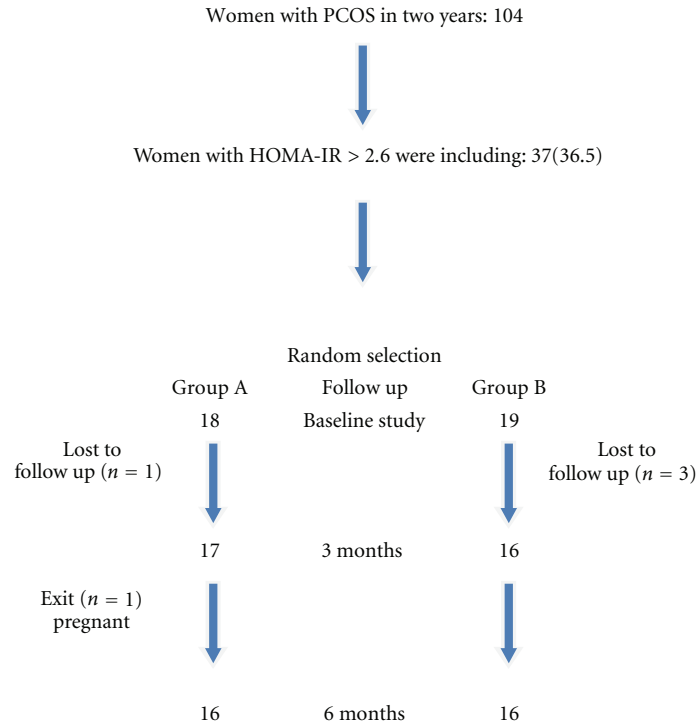 Women with PCOS in two years: 104
Women with HOMA-IR > 2.6 were including: 37(36.5)
Random selection
Group A Follow up Group B
18 Baseline study 19
Lost to
follow up (n = 1)
Lost to
follow up (n = 3)
17 3 months 16
Exit (n = 1)
pregnant
16 6 months 16